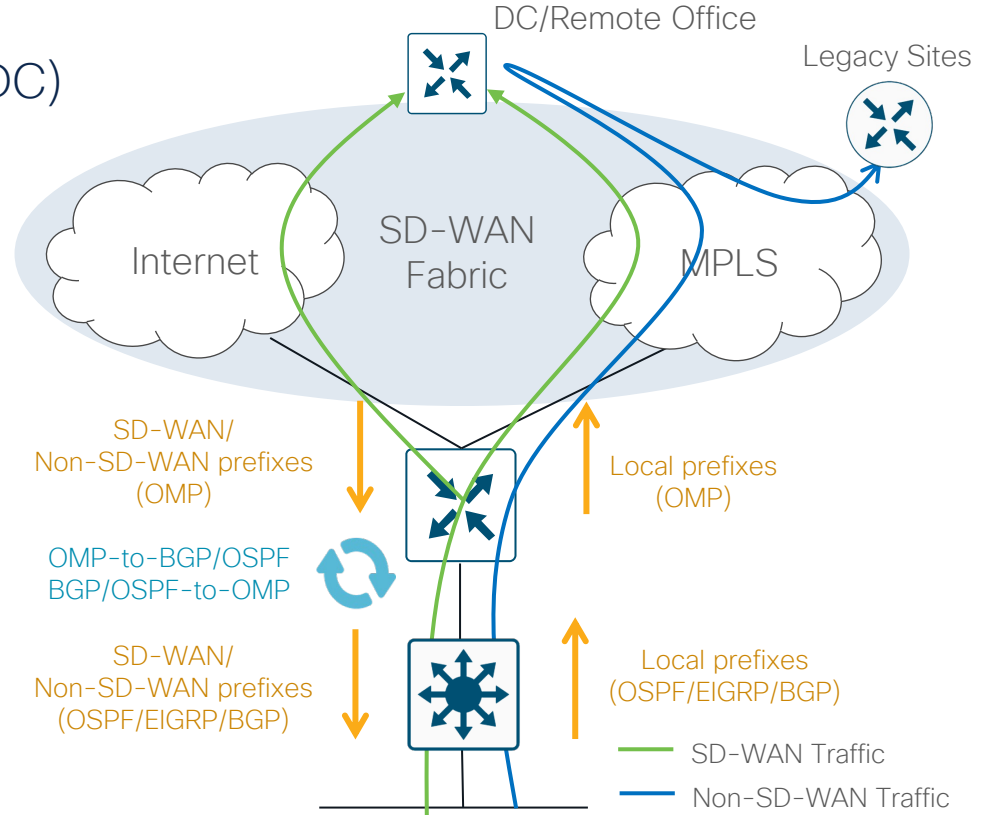 DC/Remote Office
DC)
Legacy Sites
Internet
SD-WAN
Fabric
MPLS
SD-WAN/
Non-SD-WAN prefixes
(OMP)
Local prefixes
(OMP)
OMP-to-BGP/OSPF
BGP/OSPF-to-OMP
SD-WAN/
Non-SD-WAN prefixes
(OSPF/EIGRP/BGP)
Local prefixes
(OSPF/EIGRP/BGP)
SD-WAN Traffic
Non-SD-WAN Traffic